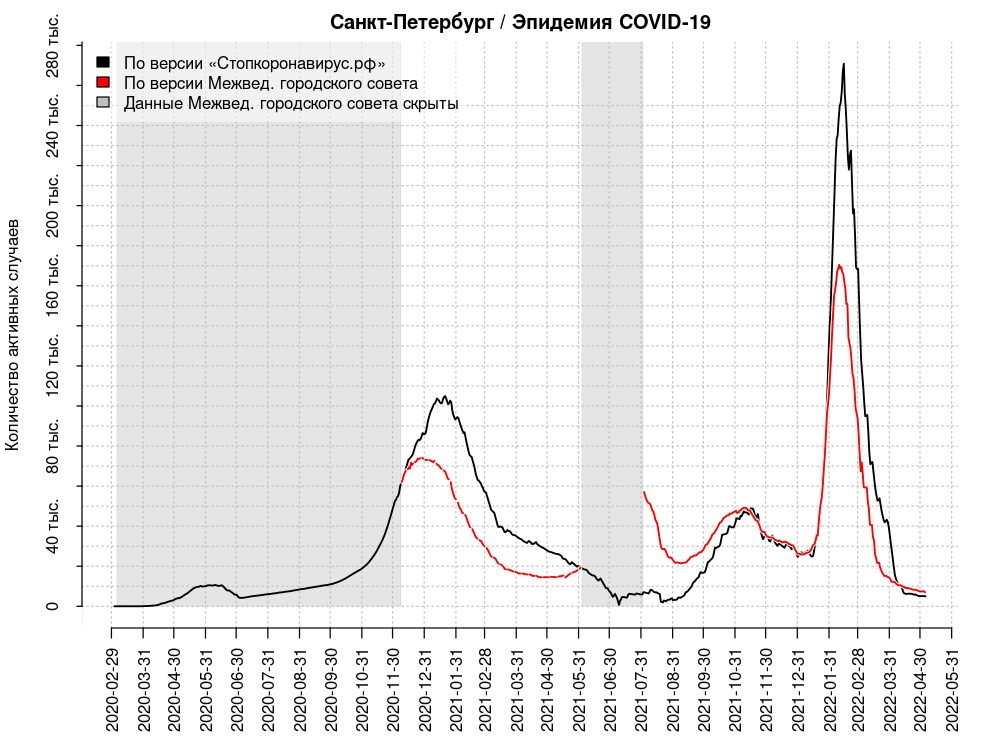 Санкт-Петербург / Эпидемия COVID-19
По версии «Стопкоронавирус.рф»
По версии Межвед. городского совета
Данные Межвед. городского совета скрыты
Количество активных случаев
280 тыс.
240 тыс.
200 тыс.
160 тыс.
120 тыс.
80 тыс.
40 тыс.
0
2020-02-29
2020-03-31
2020-04-30
2020-05-31
2020-06-30
2020-07-31
2020-08-31
2020-09-30
2020-10-31
2020-11-30
2020-12-31
2021-01-31
2021-02-28
2021-03-31
2021-04-30
2021-05-31
2021-06-30
2021-07-31
2021-08-31
2021-09-30
2021-10-31
2021-11-30
2021-12-31
2022-01-31
2022-02-28
2022-03-31
2022-04-30
2022-05-31